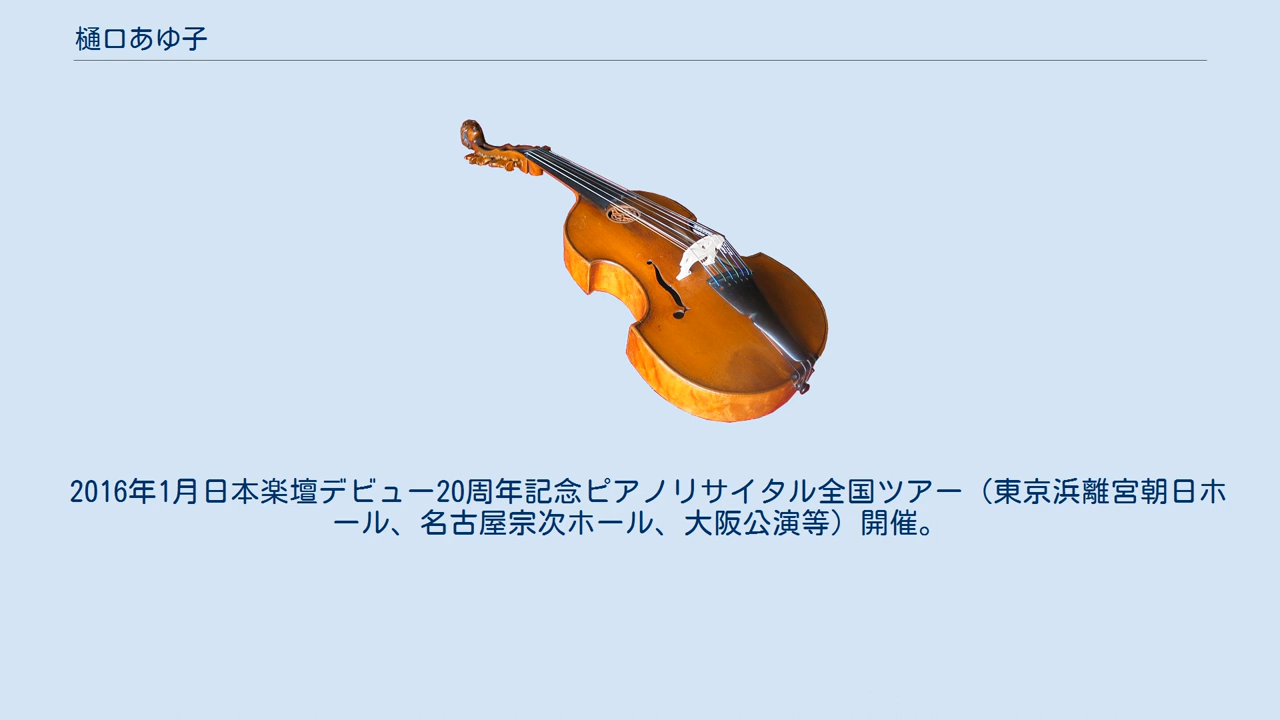 樋口あゆ子
2016年1月日本楽壇デビュー20周年記念ピアノリサイタル全国ツアー（東京浜離宮朝日ホ
ール、名古屋宗次ホール、大阪公演等）開催。